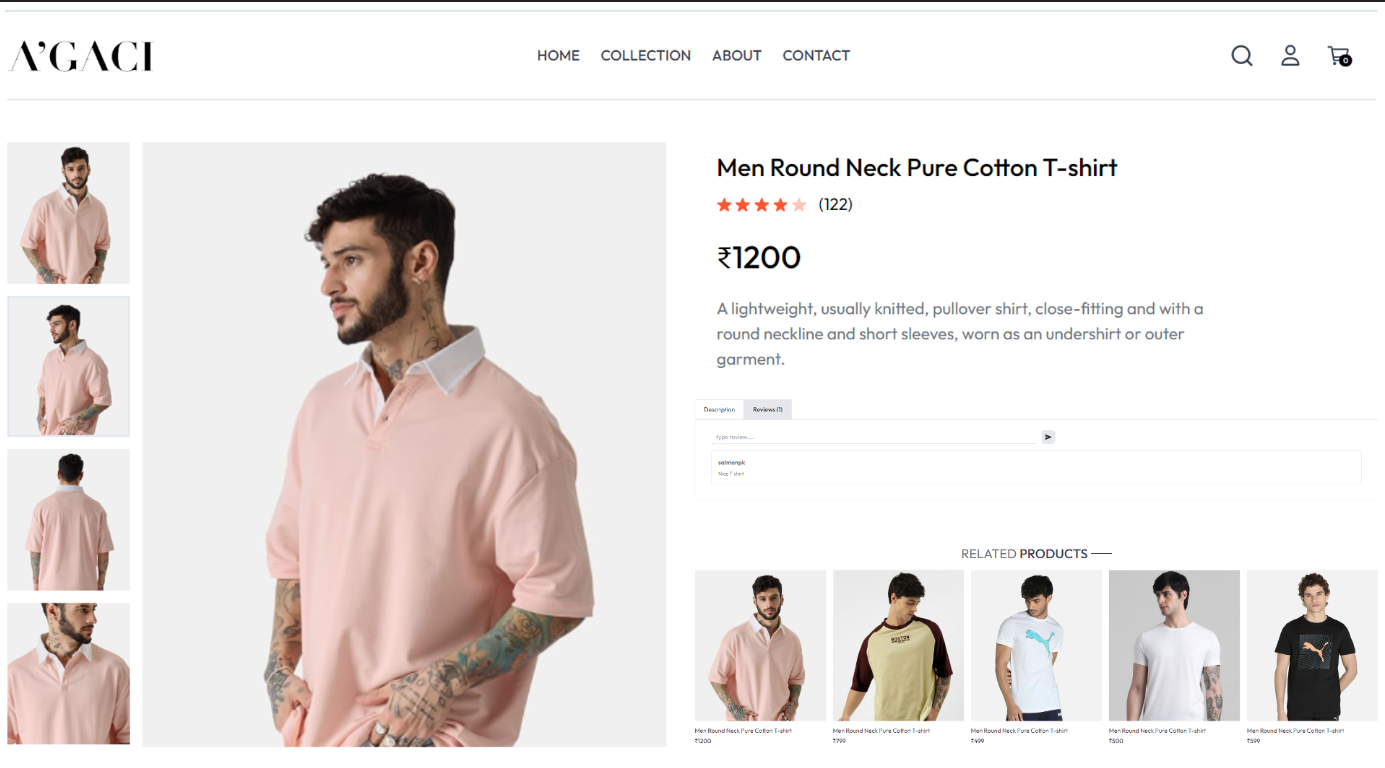 A'GACI
HOME COLLECTION ABOUT CONTACT
0
Men Round Neck Pure Cotton T-shirt
(122)
₹1200
A lightweight, usually knitted, pullover shirt, close-fitting and with a
round neckline and short sleeves, worn as an undershirt or outer
garment.
Description Reviews (1)
type review.....
salmanpk
Nice T shirt
RELATED PRODUCTS
Men Round Neck Pure Cotton T-shirt
₹1200
Men Round Neck Pure Cotton T-shirt
₹799
Men Round Neck Pure Cotton T-shirt
₹499
Men Round Neck Pure Cotton T-shirt
₹500
Men Round Neck Pure Cotton T-shirt
₹599